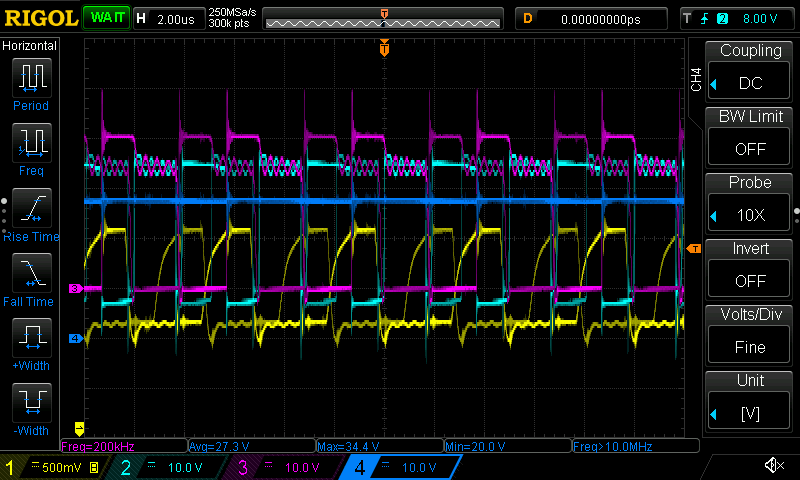 RIGOL WAIT H 2.00us 250MSa/s 300k pts T D 0.00000000ps T 2 8.00 V
Horizontal
Period
Freq
Rise Time
Fall Time
+Width
-Width
T
T
3
4
CH4
Coupling
DC
BW Limit
OFF
Probe
10X
Invert
OFF
Volts/Div
Fine
Unit
[V]
Freq=200kHz Avg=27.3 V Max=34.4 V Min=20.0 V Freq>10.0MHz
1 500mV B 2 10.0 V 3 10.0 V 4 10.0 V